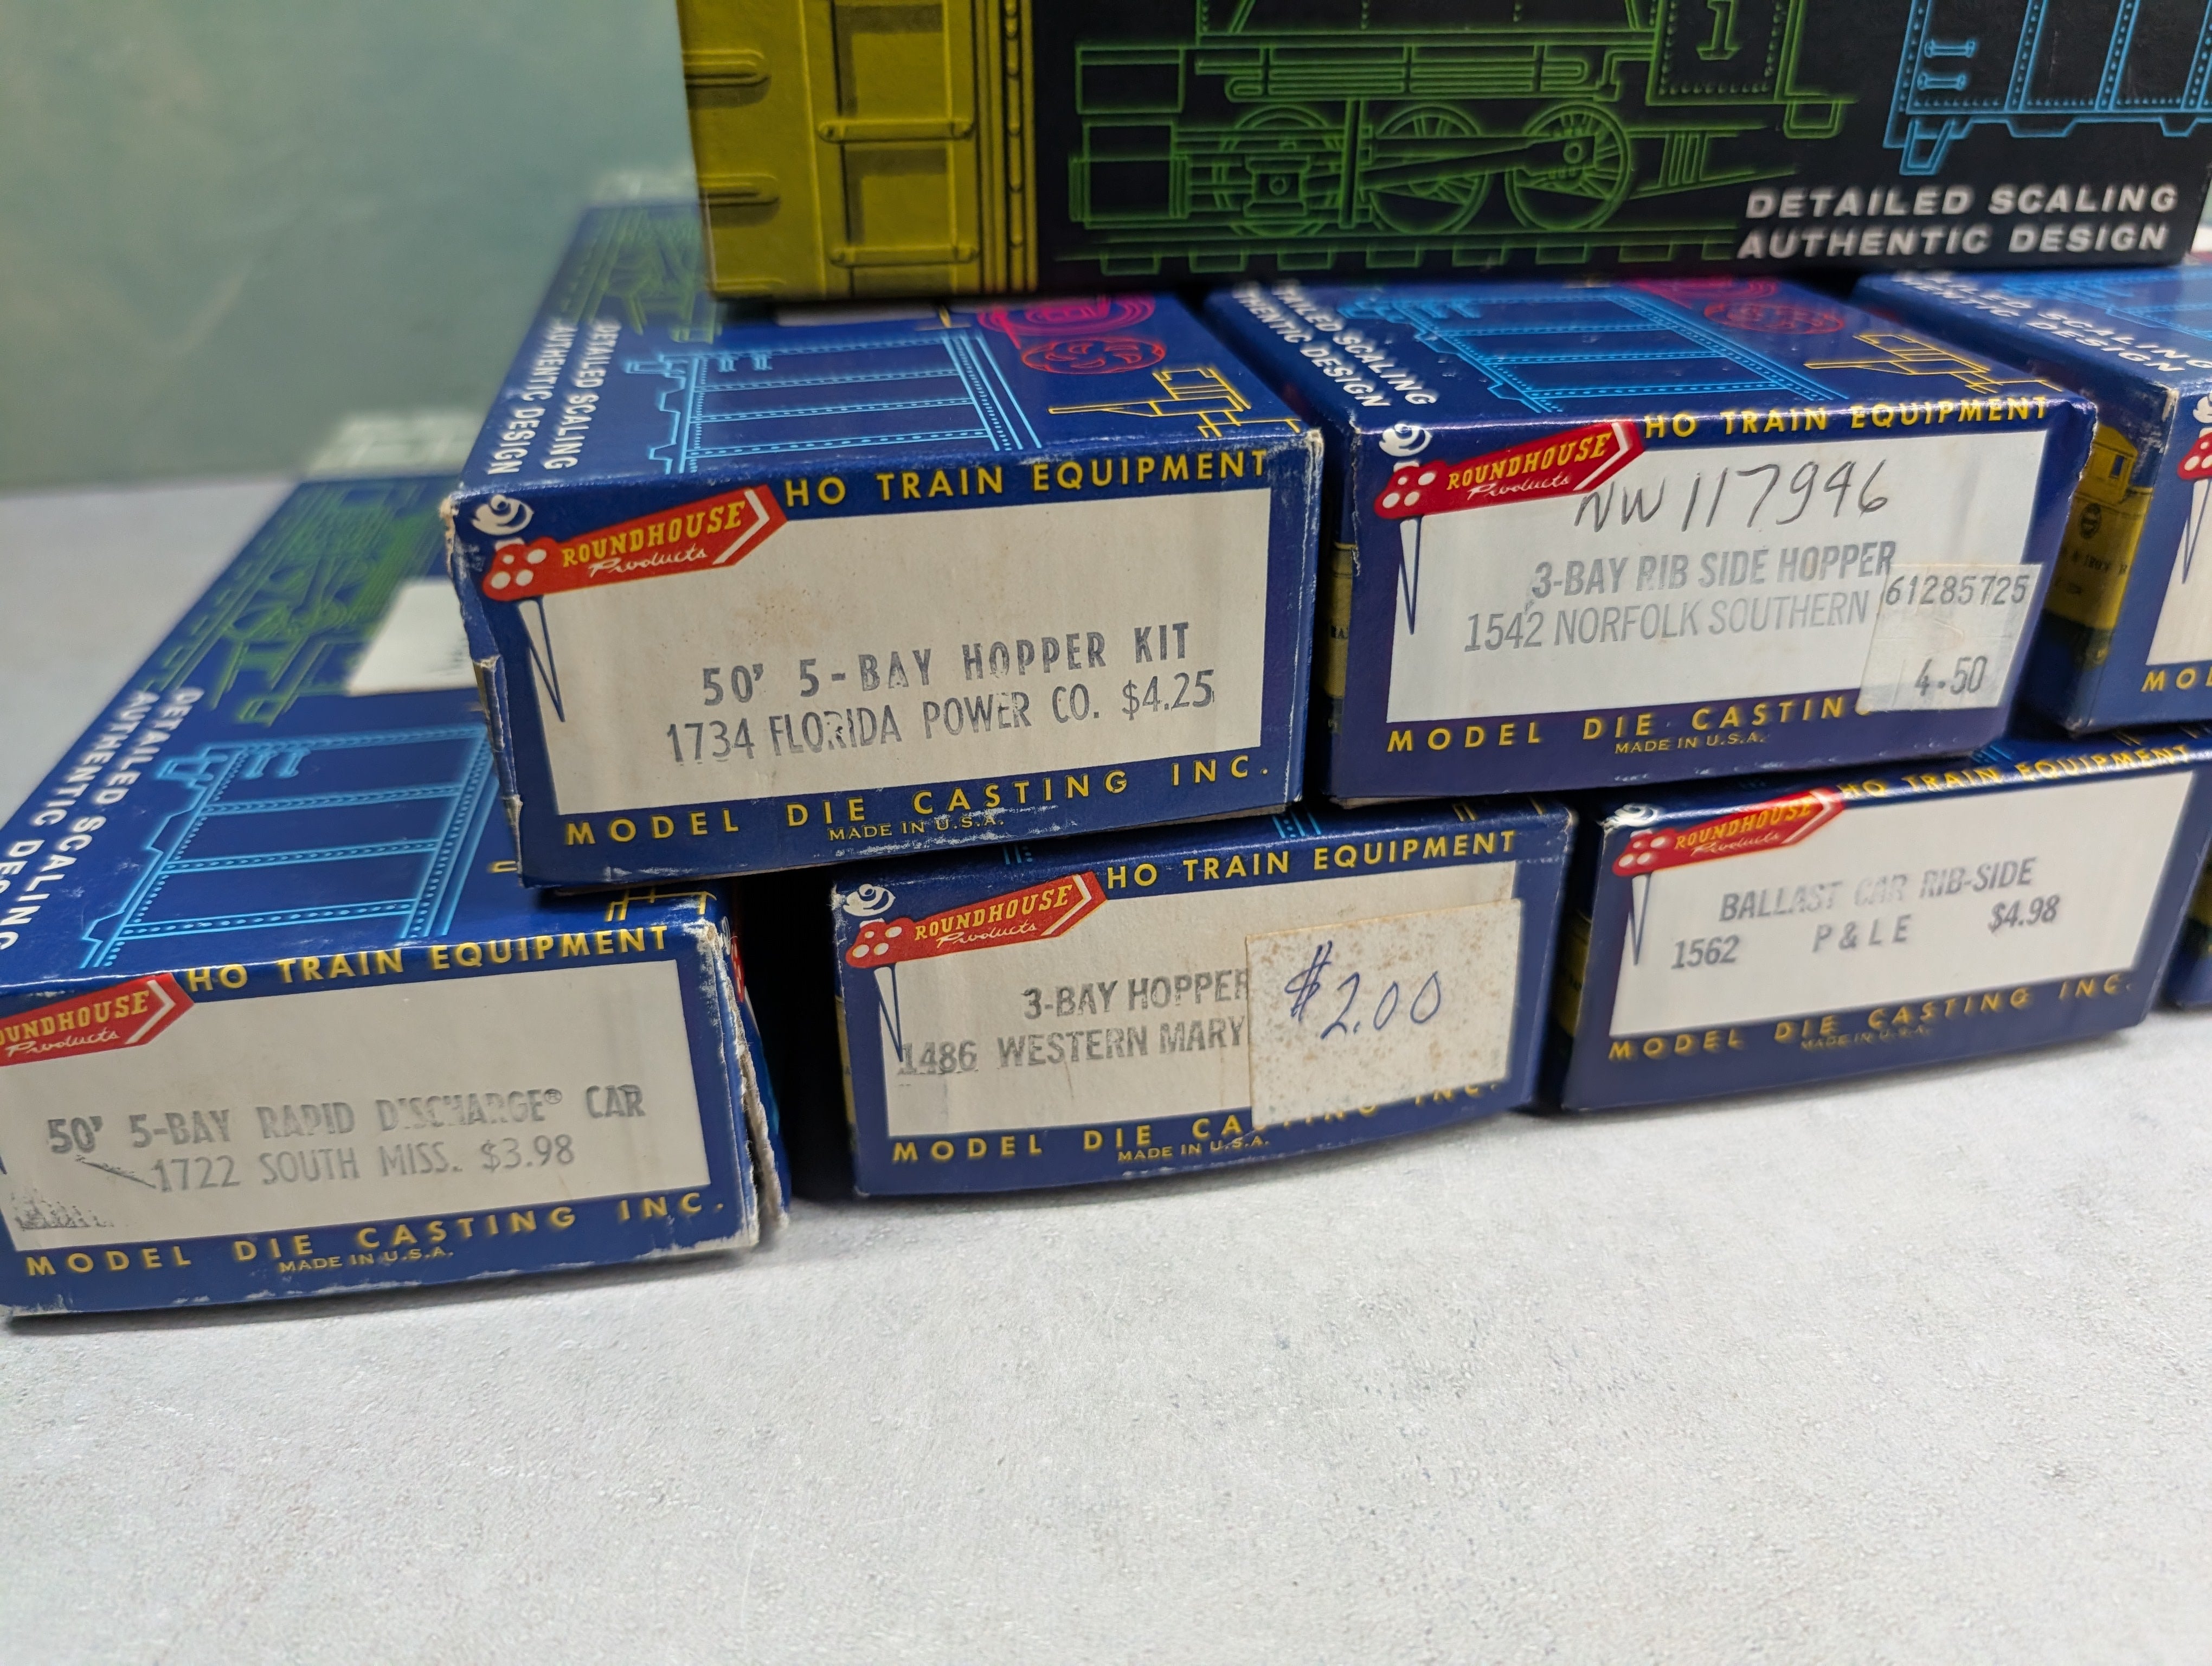 1
DETAILED SCALING
AUTHENTIC DESIGN
DETAILED SCALING
AUTHENTIC DESIGN
HO TRAIN EQUIPMENT
ROUNDHOUSE
Products
50' 5-BAY HOPPER KIT
1734 FLORIDA POWER CO. $4.25
MODEL DIE CASTING INC.
MADE IN U.S.A.
SCALING
DESIGN
HO TRAIN EQUIPMENT
ROUNDHOUSE
Products
NW 117946
3-BAY RIB SIDE HOPPER
1542 NORFOLK SOUTHERN
61285725
4.50
MODEL DIE CASTING
MADE IN U.S.A.
SCALING
DESIGN
DETAILED SCALING
AUTHENTIC
HO TRAIN EQUIPMENT
ROUNDHOUSE
Products
50' 5-BAY RAPID DISCHARGE® CAR
1722 SOUTH MISS. $3.98
MODEL DIE CASTING INC.
MADE IN U.S.A.
HO TRAIN EQUIPMENT
ROUNDHOUSE
Products
3-BAY HOPPER
1486 WESTERN MARY
$2.00
MODEL DIE
MADE IN U.S.A.
HO TRAIN EQUIPMENT
ROUNDHOUSE
Products
BALLAST CAR RIB-SIDE
1562 P&LE $4.98
MODEL DIE CASTING INC.
MADE IN U.S.A.